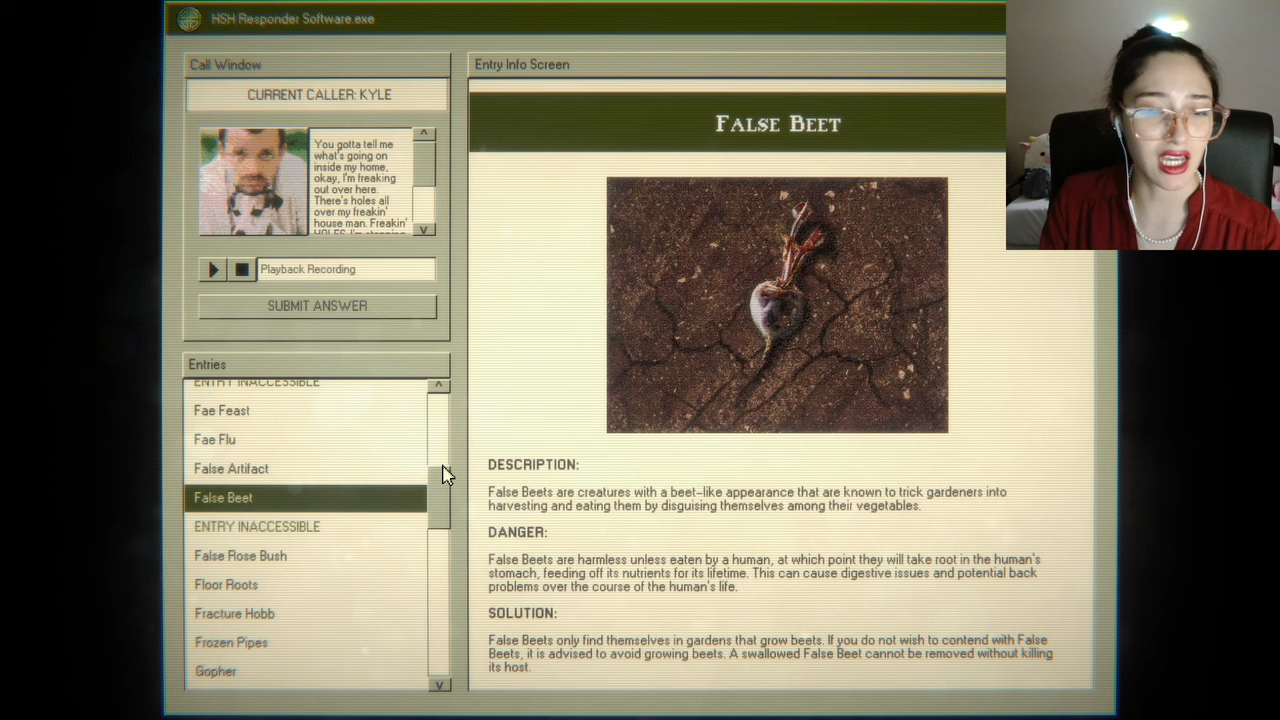 HSH Responder Software.exe
Call Window
CURRENT CALLER: KYLE
You gotta tell me
what's going on
inside my home,
okay, I'm freaking
out over here.
There's holes all
over my freakin'
house man. Freakin'
Playback Recording
SUBMIT ANSWER
Entries
ENTRY INACCESSIBLE
Fae Feast
Fae Flu
False Artifact
False Beet
ENTRY INACCESSIBLE
False Rose Bush
Floor Roots
Fracture Hobb
Frozen Pipes
Gopher
Entry Info Screen
FALSE BEET
DESCRIPTION:
False Beets are creatures with a beet-like appearance that are known to trick gardeners into
harvesting and eating them by disguising themselves among their vegetables.
DANGER:
False Beets are harmless unless eaten by a human, at which point they will take root in the human's
stomach, feeding off its nutrients for its lifetime. This can cause digestive issues and potential back
problems over the course of the human's life.
SOLUTION:
False Beets only find themselves in gardens that grow beets. If you do not wish to contend with False
Beets, it is advised to avoid growing beets. A swallowed False Beet cannot be removed without killing
its host.